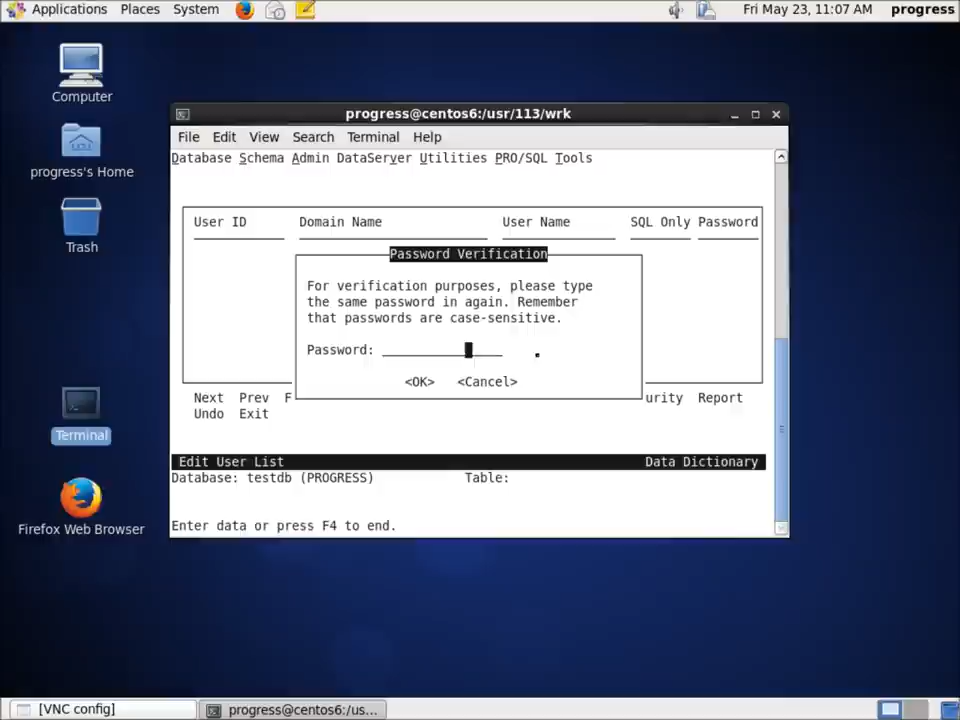 Applications Places System Fri May 23, 11:07 AM progress
Computer
progress's Home
Trash
Terminal
Firefox Web Browser
progress@centos6:/usr/113/wrk
File Edit View Search Terminal Help
Database Schema Admin DataServer Utilities PRO/SQL Tools
User ID Domain Name User Name SQL Only Password
Password Verification
For verification purposes, please type
the same password in again. Remember
that passwords are case-sensitive.
Password:
<OK> <Cancel>
Next Prev F urity Report
Undo Exit
Edit User List Data Dictionary
Database: testdb (PROGRESS) Table:
Enter data or press F4 to end.
[VNC config] progress@centos6:/us...